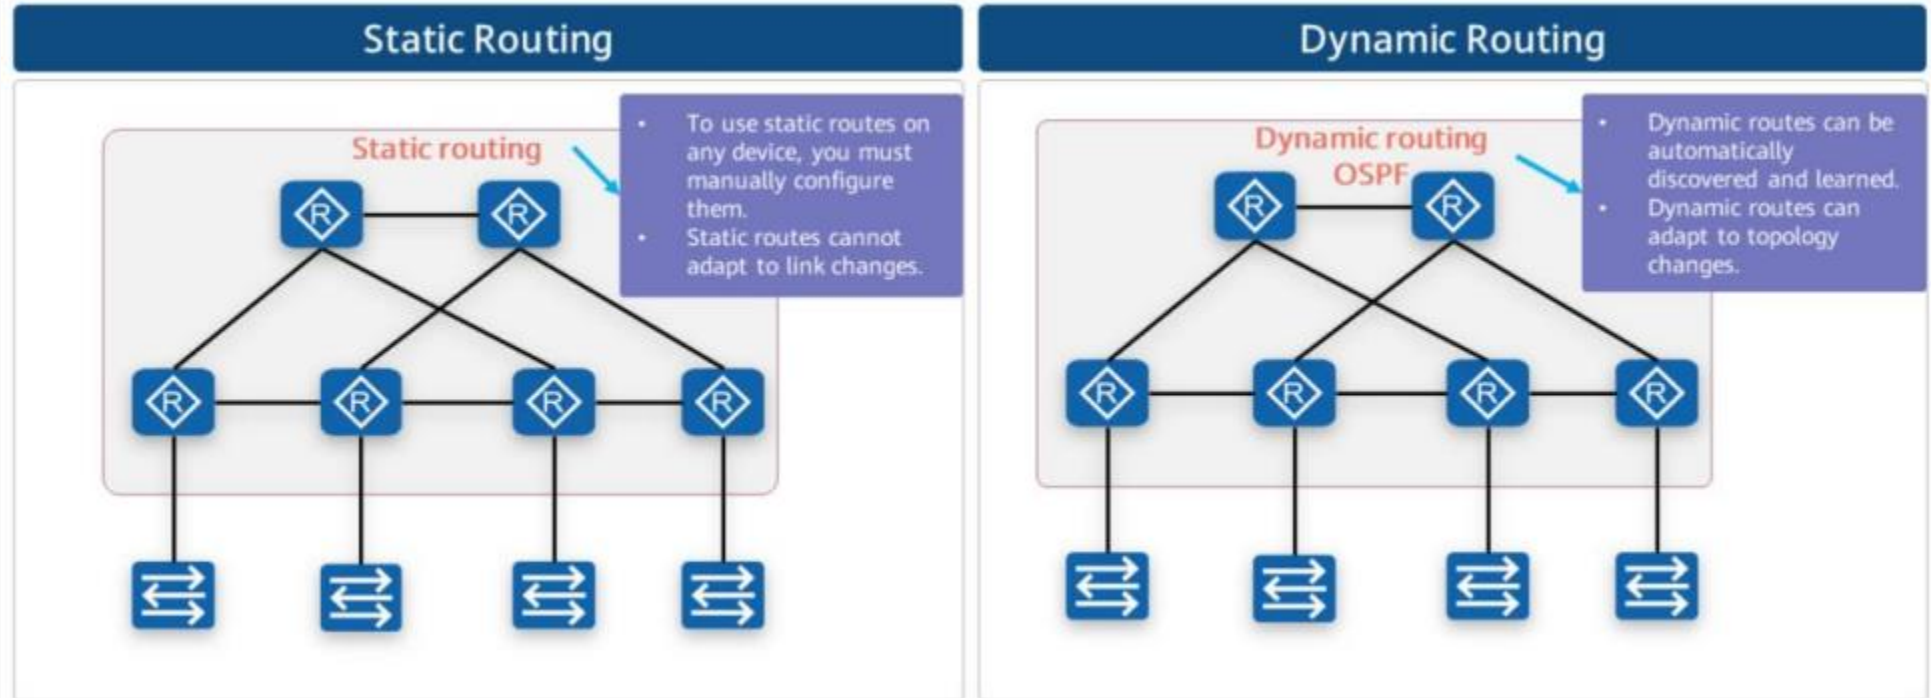 Static Routing
Static routing
• To use static routes on
any device, you must
manually configure
them.
• Static routes cannot
adapt to link changes.
R
R
R
R
R
R
Dynamic Routing
Dynamic routing
OSPF
• Dynamic routes can be
automatically
discovered and learned.
• Dynamic routes can
adapt to topology
changes.
R
R
R
R
R
R